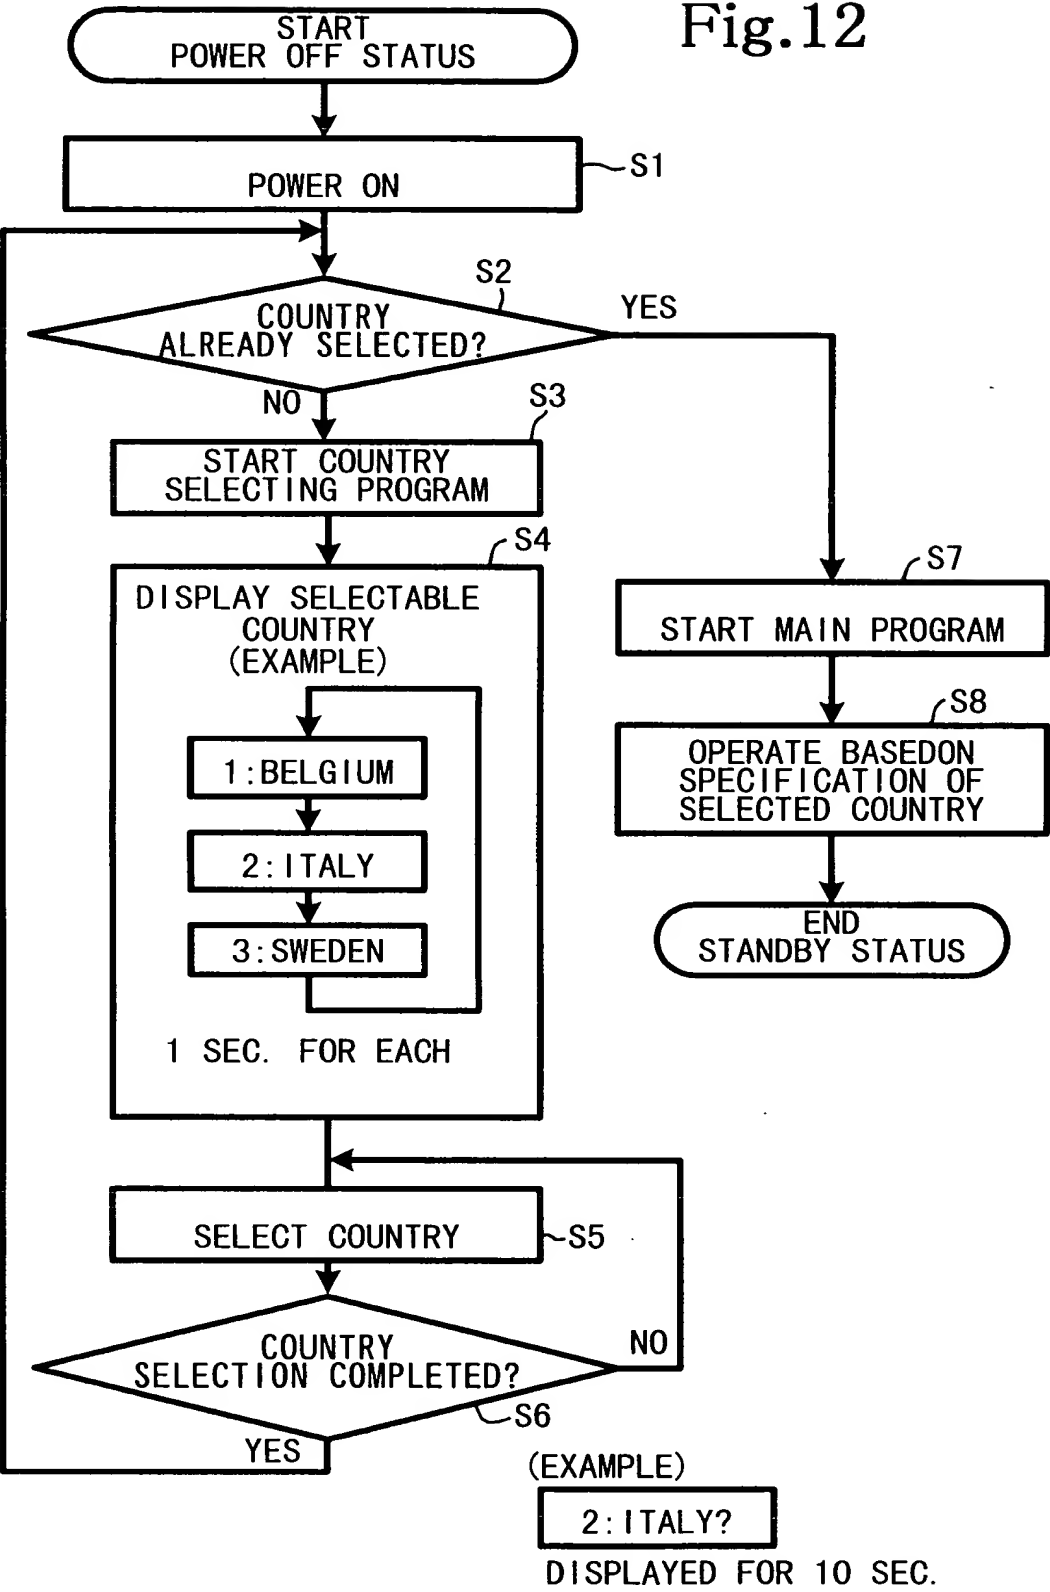 Fig.12
START
POWER OFF STATUS
POWER ON
S1
S2
COUNTRY
ALREADY SELECTED?
YES
NO
S3
START COUNTRY
SELECTING PROGRAM
S4
DISPLAY SELECTABLE
COUNTRY
(EXAMPLE)
1:BELGIUM
2:ITALY
3:SWEDEN
1 SEC. FOR EACH
SELECT COUNTRY
S5
COUNTRY
SELECTION COMPLETED?
NO
S6
YES
S7
START MAIN PROGRAM
S8
OPERATE BASEDON
SPECIFICATION OF
SELECTED COUNTRY
END
STANDBY STATUS
(EXAMPLE)
2:ITALY?
DISPLAYED FOR 10 SEC.